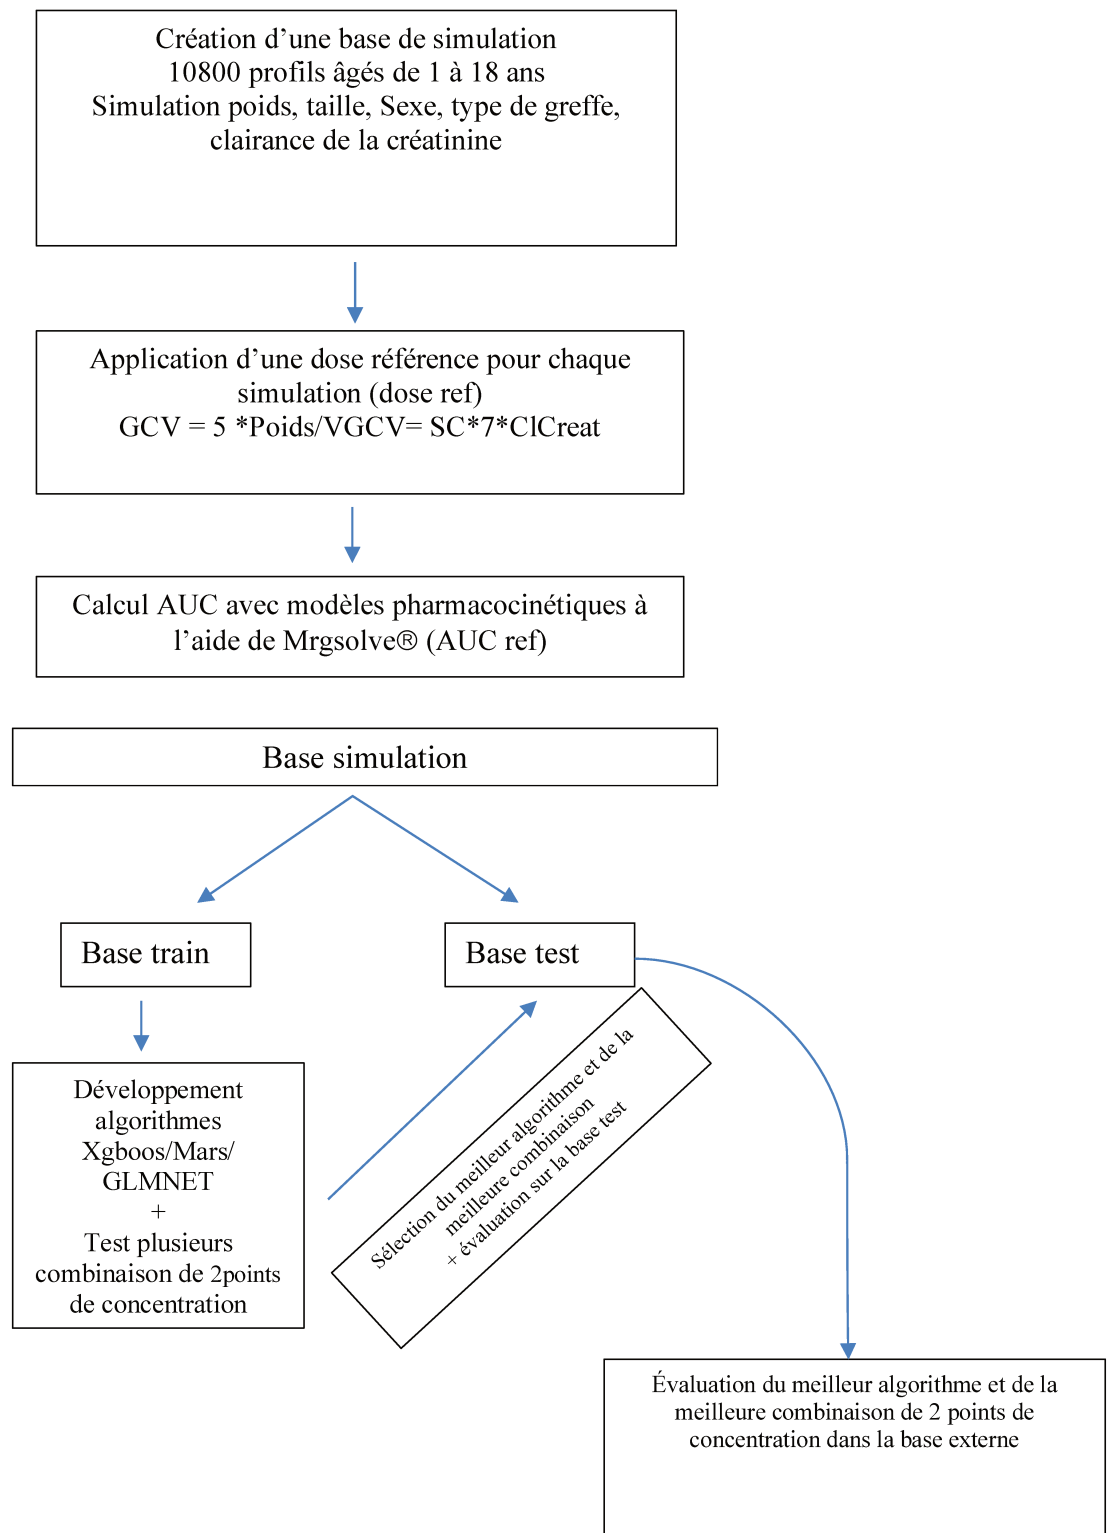 Création d’une base de simulation
10800 profils âgés de 1 à 18 ans
Simulation poids, taille, Sexe, type de greffe,
clairance de la créatinine
Application d’une dose référence pour chaque
simulation (dose ref)
GCV = 5 *Poids/VGCV= SC*7*ClCreat
Calcul AUC avec modèles pharmacocinétiques à
l’aide de Mrgsolve® (AUC ref)
Base simulation
Base train
Base test
Développement
algorithmes
Xgboos/Mars/
GLMNET
+
Test plusieurs
combinaison de 2points
de concentration
Sélection du meilleur algorithme et de la
meilleure combinaison
+ évaluation sur la base test
Évaluation du meilleur algorithme et de la
meilleure combinaison de 2 points de
concentration dans la base externe